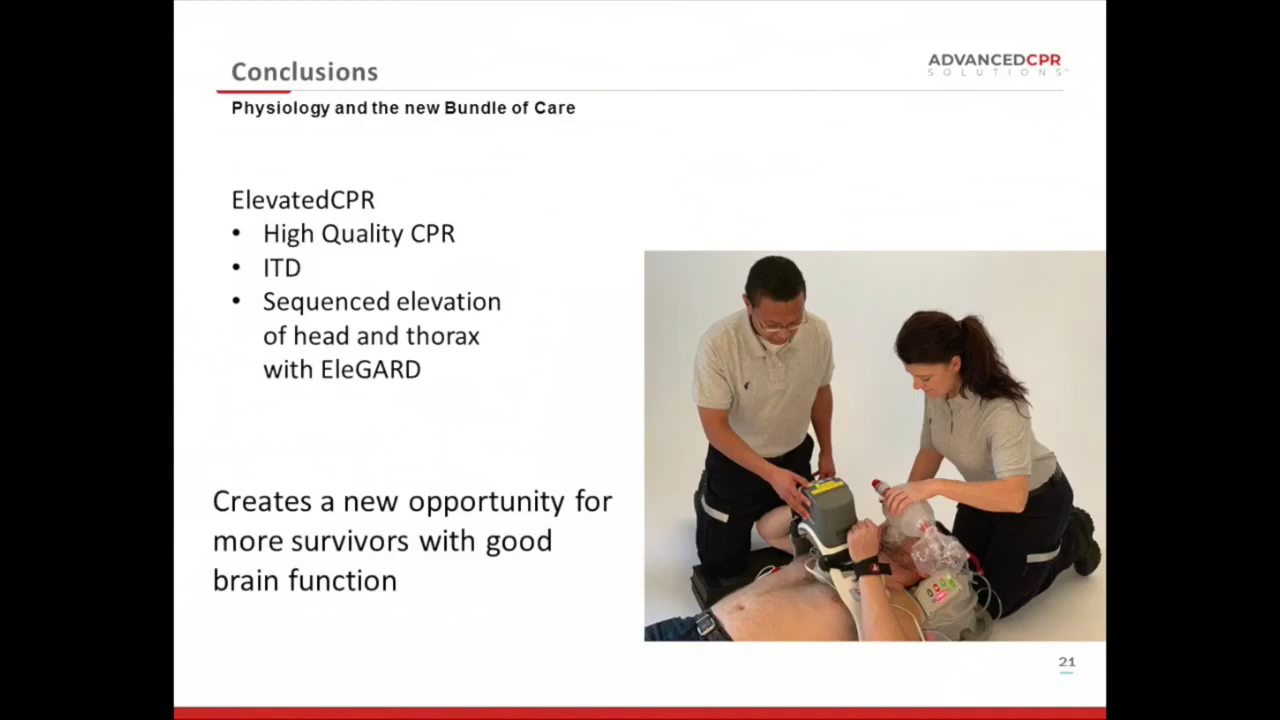 Conclusions
ADVANCEDCPR
SOLUTIONS™
Physiology and the new Bundle of Care
ElevatedCPR
• High Quality CPR
• ITD
• Sequenced elevation
of head and thorax
with EleGARD
Creates a new opportunity for
more survivors with good
brain function
21